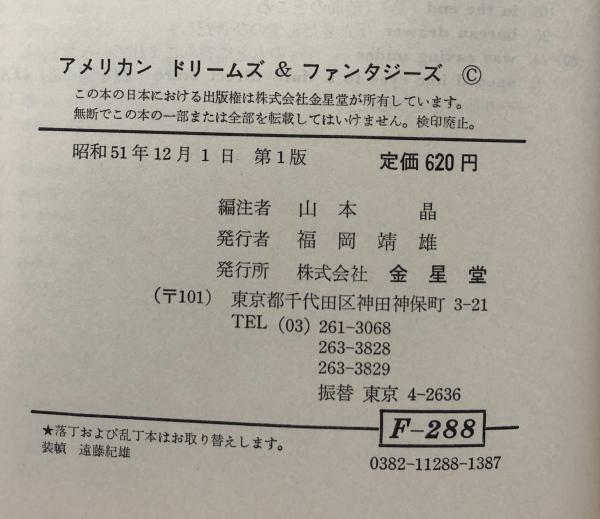 アメリカン ドリームズ & ファンタジーズ ©
この本の日本における出版権は株式会社金星堂が所有しています。
無断でこの本の一部または全部を転載してはいけません。検印廃止。
昭和51年12月1日 第1版 定価620円
編注者 山本 晶
発行者 福岡靖雄
発行所 株式会社 金星堂
(〒101) 東京都千代田区神田神保町 3-21
TEL (03) 261-3068
263-3828
263-3829
振替 東京 4-2636
F-288
★落丁および乱丁本はお取り替えします。
装幀 遠藤紀雄
0382-11288-1387